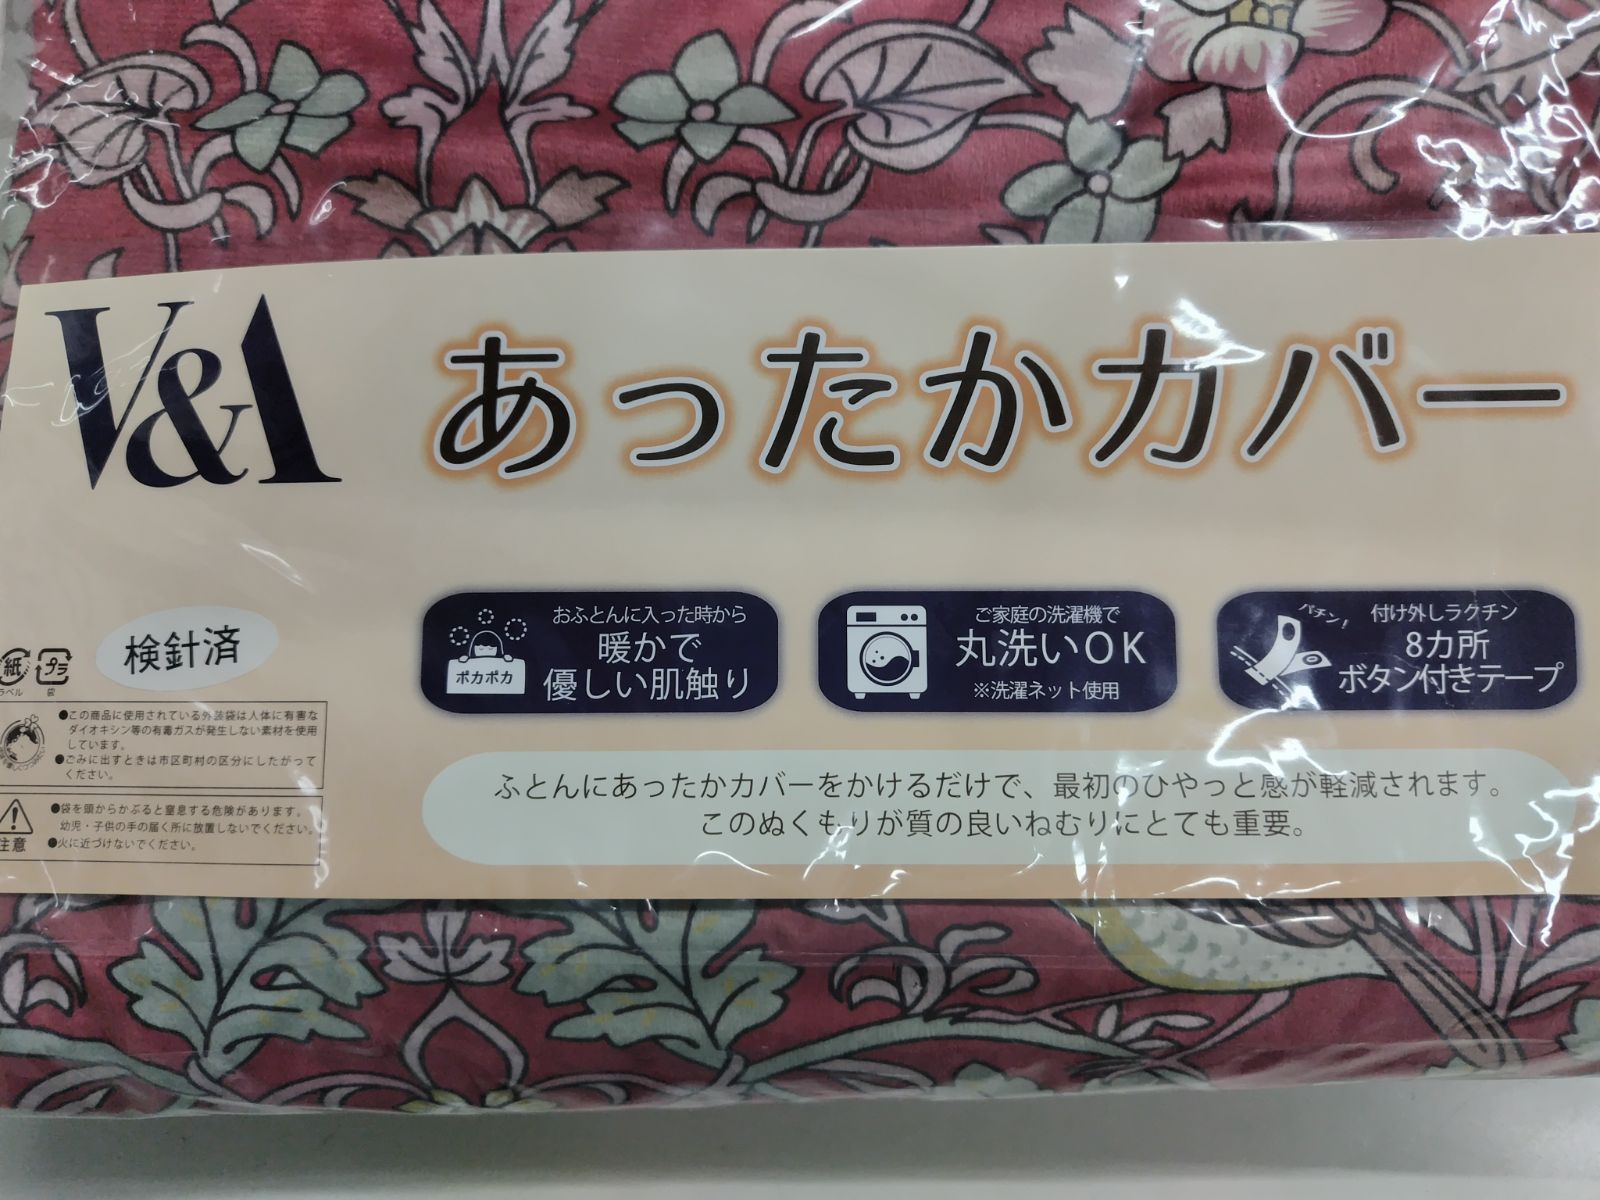 V&A
あったかカバー
検針済
紙
ラベル
プラ
袋
おふとんに入った時から
暖かで
優しい肌触り
ポカポカ
ご家庭の洗濯機で
丸洗いOK
※洗濯ネット使用
パチン!
付け外しラクチン
8カ所
ボタン付きテープ
●この商品に使用されている外装袋は人体に有害な
ダイオキシン等の有毒ガスが発生しない素材を使用
しています。
●ごみに出すときは市区町村の区分にしたがって
ください。
注意
●袋を頭からかぶると窒息する危険があります。
幼児・子供の手の届く所に放置しないでください。
●火に近づけないでください。
ふとんにあったかカバーをかけるだけで、最初のひやっと感が軽減されます。
このぬくもりが質の良いねむりにとても重要。